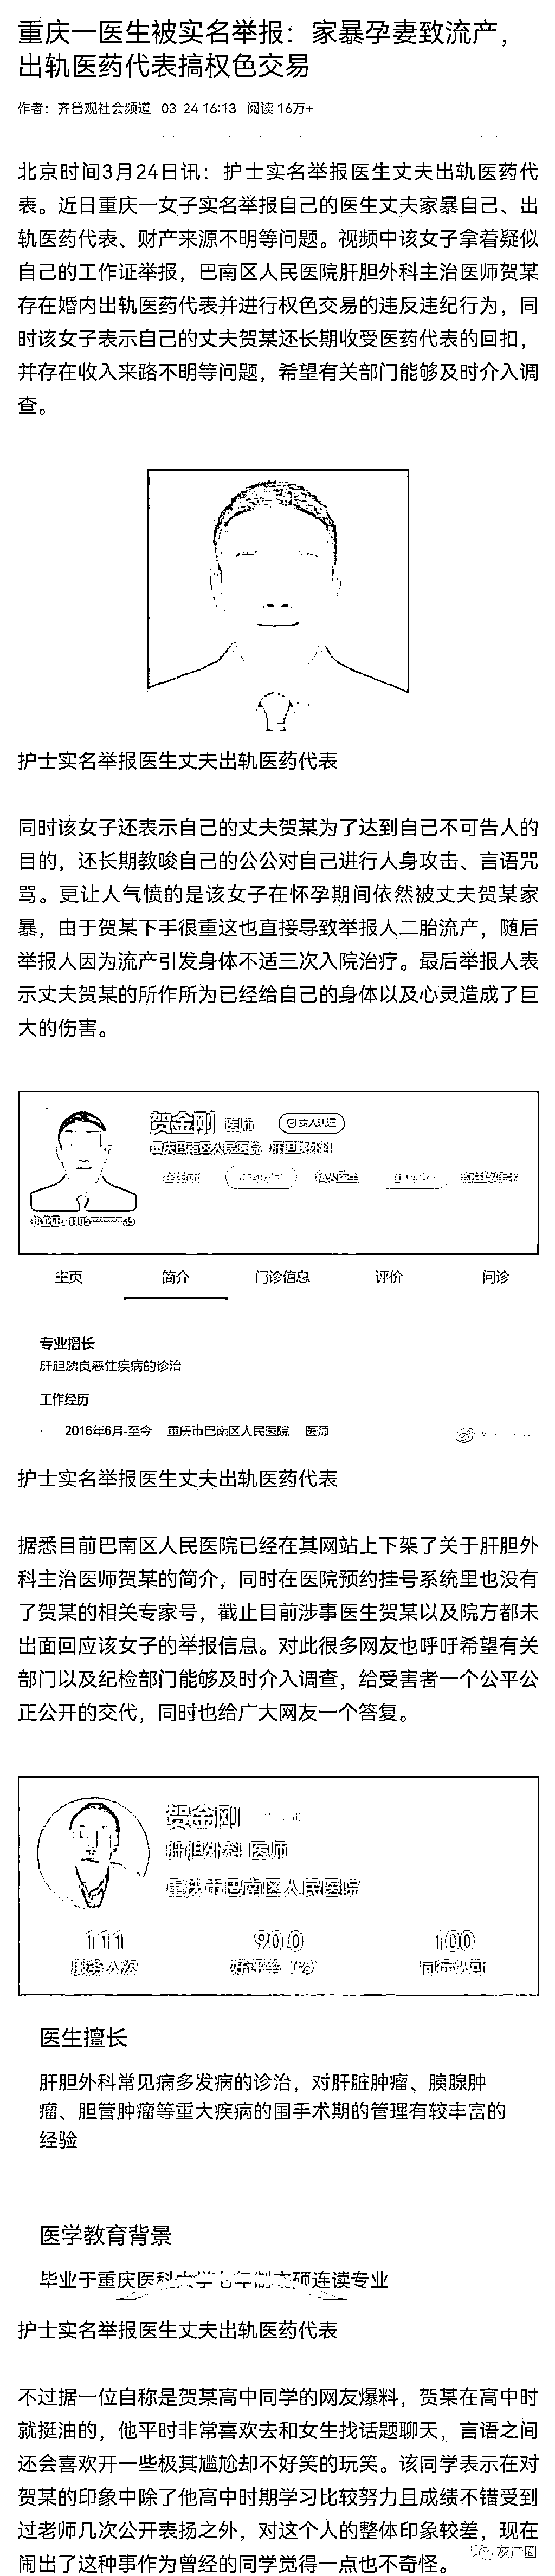 重庆一医生被实名举报：家暴孕妻致流产，
出轨医药代表搞权色交易
作者：齐鲁观社会频道 03-24 16:13 阅读 16万+
北京时间3月24日讯：护士实名举报医生丈夫出轨医药代
表。近日重庆一女子实名举报自己的医生丈夫家暴自己、出
轨医药代表、财产来源不明等问题。视频中该女子拿着疑似
自己的工作证举报，巴南区人民医院肝胆外科主治医师贺某
存在婚内出轨医药代表并进行权色交易的违反违纪行为，同
时该女子表示自己的丈夫贺某还长期收受医药代表的回扣，
并存在收入来路不明等问题，希望有关部门能够及时介入调
查。
护士实名举报医生丈夫出轨医药代表
同时该女子还表示自己的丈夫贺某为了达到自己不可告人的
目的，还长期教唆自己的公公对自己进行人身攻击、言语咒
骂。更让人气愤的是该女子在怀孕期间依然被丈夫贺某家
暴，由于贺某下手很重这也直接导致举报人二胎流产，随后
举报人因为流产引发身体不适三次入院治疗。最后举报人表
示丈夫贺某的所作所为已经给自己的身体以及心灵造成了巨
大的伤害。
贺金刚 医师 本人认证
重庆巴南区人民医院 肝胆胰外科
私人医生
主页 简介 门诊信息 评价 问诊
专业擅长
肝胆胰良恶性疾病的诊治
工作经历
2016年6月-至今 重庆市巴南区人民医院 医师
护士实名举报医生丈夫出轨医药代表
据悉目前巴南区人民医院已经在其网站上下架了关于肝胆外
科主治医师贺某的简介，同时在医院预约挂号系统里也没有
了贺某的相关专家号，截止目前涉事医生贺某以及院方都未
出面回应该女子的举报信息。对此很多网友也呼吁希望有关
部门以及纪检部门能够及时介入调查，给受害者一个公平公
正公开的交代，同时也给广大网友一个答复。
贺金刚
肝胆外科 医师
重庆市巴南区人民医院
111 90.0 100
服务人次 好评率（%） 同行认可
医生擅长
肝胆外科常见病多发病的诊治，对肝脏肿瘤、胰腺肿
瘤、胆管肿瘤等重大疾病的围手术期的管理有较丰富的
经验
医学教育背景
毕业于重庆医科大学七年制本硕连读专业
护士实名举报医生丈夫出轨医药代表
不过据一位自称是贺某高中同学的网友爆料，贺某在高中时
就挺油的，他平时非常喜欢去和女生找话题聊天，言语之间
还会喜欢开一些极其尴尬却不好笑的玩笑。该同学表示在对
贺某的印象中除了他高中时期学习比较努力且成绩不错受到
过老师几次公开表扬之外，对这个人的整体印象较差，现在
闹出了这种事作为曾经的同学觉得一点也不奇怪。
灰产圈